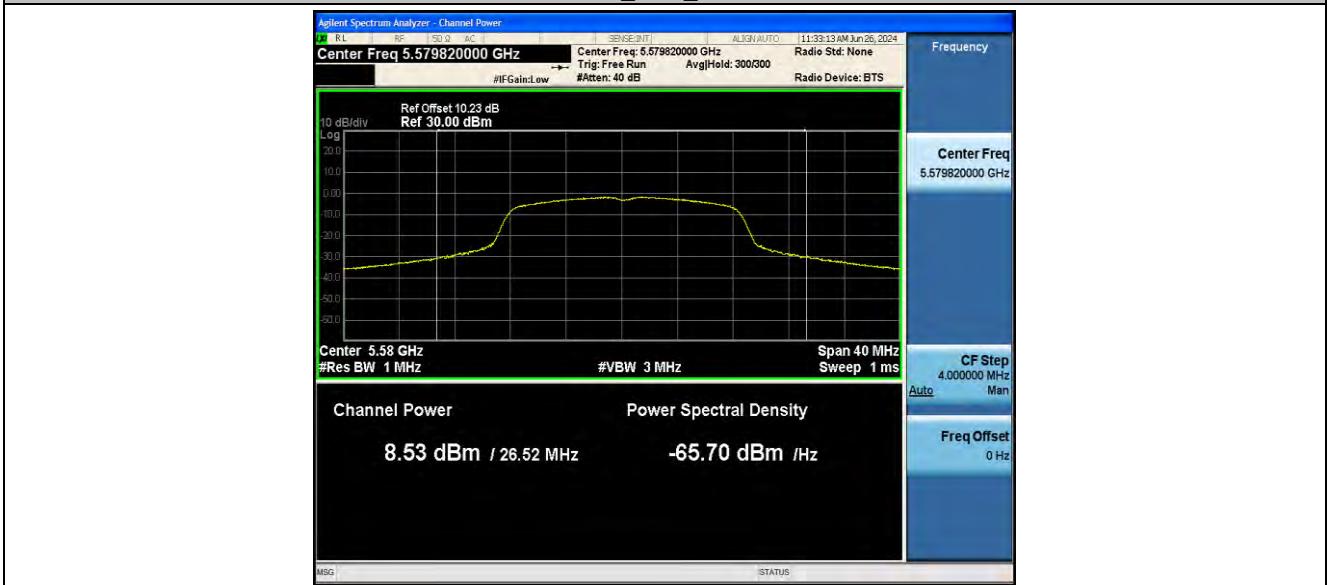 Agilent Spectrum Analyzer - Channel Power
RL RF 50 Ω AC SENSE:INT ALIGN AUTO 11:33:13 AM Jun 26, 2024
Center Freq 5.579820000 GHz
Center Freq: 5.579820000 GHz
Radio Std: None
Trig: Free Run Avg|Hold: 300/300
#IFGain:Low #Atten: 40 dB Radio Device: BTS
Frequency
Ref Offset 10.23 dB
10 dB/div Ref 30.00 dBm
Log
20.0
10.0
0.00
-10.0
-20.0
-30.0
-40.0
-50.0
-60.0
Center 5.58 GHz Span 40 MHz
#Res BW 1 MHz #VBW 3 MHz Sweep 1 ms
Channel Power Power Spectral Density
8.53 dBm / 26.52 MHz -65.70 dBm /Hz
Center Freq
5.579820000 GHz
CF Step
4.000000 MHz
Auto Man
Freq Offset
0 Hz
MSG STATUS